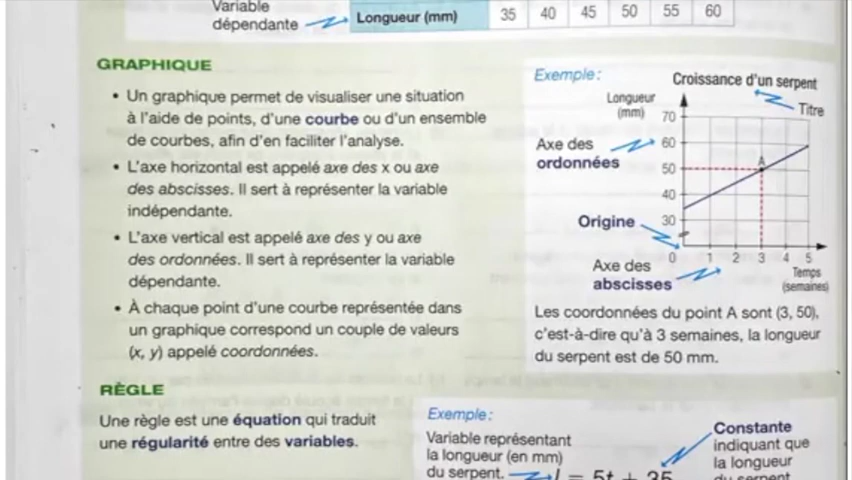 Variable
dépendante
Longueur (mm) 35 40 45 50 55 60
GRAPHIQUE
• Un graphique permet de visualiser une situation
à l'aide de points, d'une courbe ou d'un ensemble
de courbes, afin d'en faciliter l'analyse.
• L'axe horizontal est appelé axe des x ou axe
des abscisses. Il sert à représenter la variable
indépendante.
• L'axe vertical est appelé axe des y ou axe
des ordonnées. Il sert à représenter la variable
dépendante.
• À chaque point d'une courbe représentée dans
un graphique correspond un couple de valeurs
(x, y) appelé coordonnées.
Exemple :
Croissance d'un serpent
Titre
Longueur
(mm)
70
60
50
40
30
Axe des
ordonnées
A
Origine
0 1 2 3 4 5
Temps
(semaines)
Axe des
abscisses
Les coordonnées du point A sont (3, 50),
c'est-à-dire qu'à 3 semaines, la longueur
du serpent est de 50 mm.
RÈGLE
Une règle est une équation qui traduit
une régularité entre des variables.
Exemple :
Variable représentant
la longueur (en mm)
du serpent.
l = 5t + 35
Constante
indiquant que
la longueur
du serpent